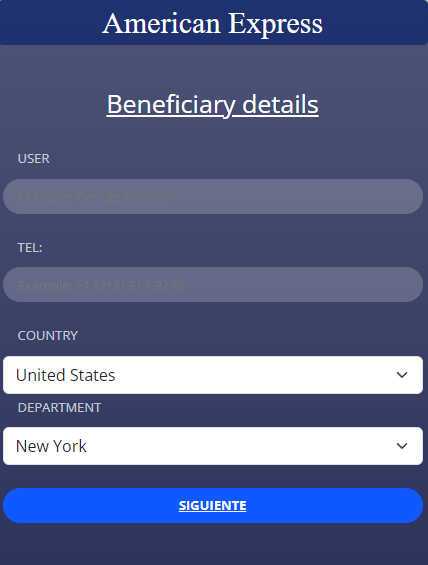 American Express
Beneficiary details
USER
Example: George monson
TEL:
Example: +1 (218) 917-9276
COUNTRY
United States
DEPARTMENT
New York
SIGUIENTE